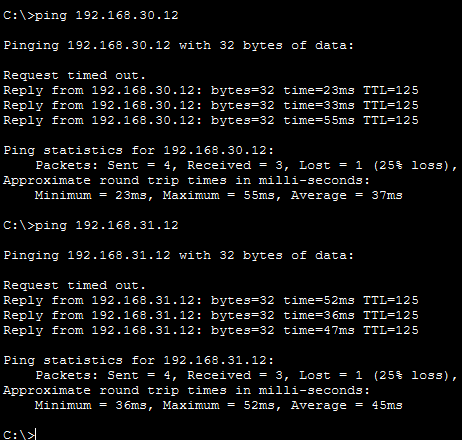 C:\>ping 192.168.30.12
Pinging 192.168.30.12 with 32 bytes of data:
Request timed out.
Reply from 192.168.30.12: bytes=32 time=23ms TTL=125
Reply from 192.168.30.12: bytes=32 time=33ms TTL=125
Reply from 192.168.30.12: bytes=32 time=55ms TTL=125
Ping statistics for 192.168.30.12:
    Packets: Sent = 4, Received = 3, Lost = 1 (25% loss),
Approximate round trip times in milli-seconds:
    Minimum = 23ms, Maximum = 55ms, Average = 37ms
C:\>ping 192.168.31.12
Pinging 192.168.31.12 with 32 bytes of data:
Request timed out.
Reply from 192.168.31.12: bytes=32 time=52ms TTL=125
Reply from 192.168.31.12: bytes=32 time=36ms TTL=125
Reply from 192.168.31.12: bytes=32 time=47ms TTL=125
Ping statistics for 192.168.31.12:
    Packets: Sent = 4, Received = 3, Lost = 1 (25% loss),
Approximate round trip times in milli-seconds:
    Minimum = 36ms, Maximum = 52ms, Average = 45ms
C:\>